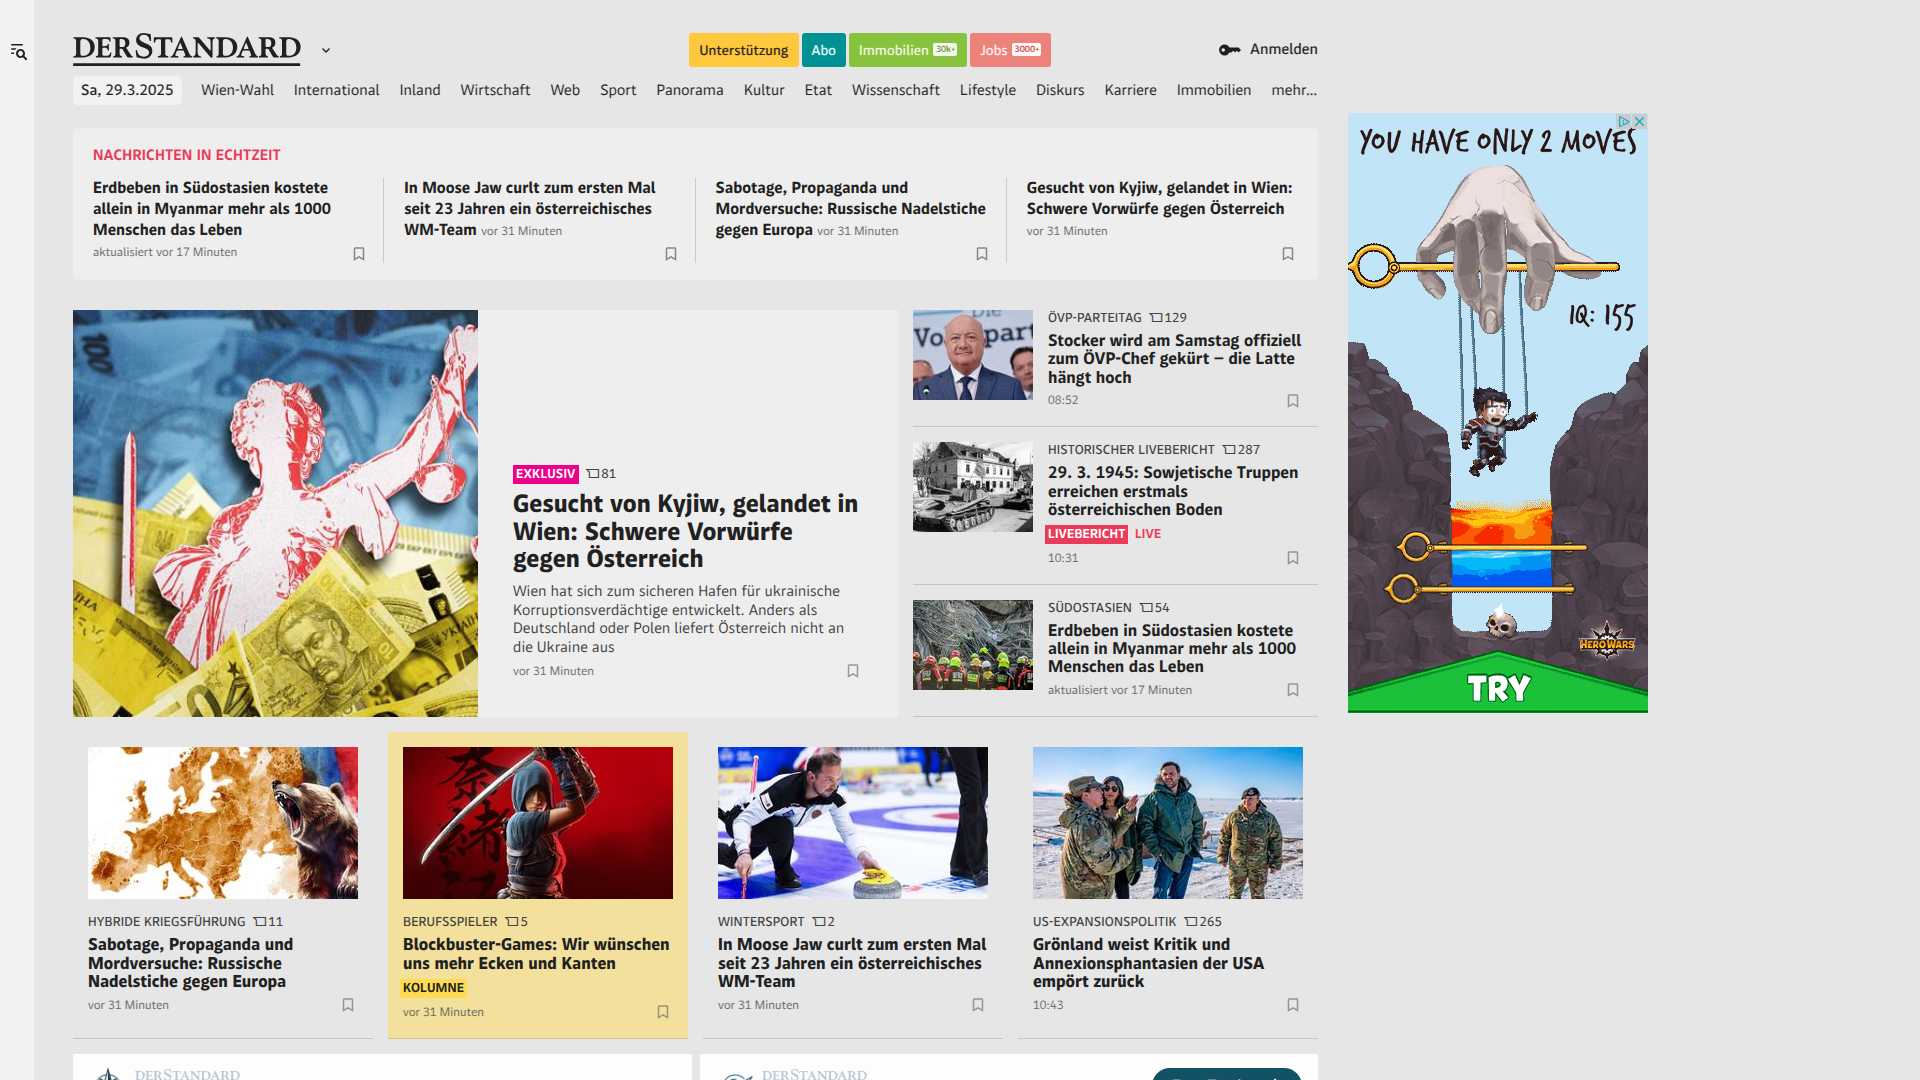 DERSTANDARD
Unterstützung
Abo
Immobilien 30k+
Jobs 3000+
Anmelden
Sa, 29.3.2025
Wien-Wahl
International
Inland
Wirtschaft
Web
Sport
Panorama
Kultur
Etat
Wissenschaft
Lifestyle
Diskurs
Karriere
Immobilien
mehr...
NACHRICHTEN IN ECHTZEIT
Erdbeben in Südostasien kostete
allein in Myanmar mehr als 1000
Menschen das Leben
aktualisiert vor 17 Minuten
In Moose Jaw curlt zum ersten Mal
seit 23 Jahren ein österreichisches
WM-Team vor 31 Minuten
Sabotage, Propaganda und
Mordversuche: Russische Nadelstiche
gegen Europa vor 31 Minuten
Gesucht von Kyjiw, gelandet in Wien:
Schwere Vorwürfe gegen Österreich
vor 31 Minuten
100
EXKLUSIV 81
Gesucht von Kyjiw, gelandet in
Wien: Schwere Vorwürfe
gegen Österreich
Wien hat sich zum sicheren Hafen für ukrainische
Korruptionsverdächtige entwickelt. Anders als
Deutschland oder Polen liefert Österreich nicht an
die Ukraine aus
vor 31 Minuten
ÖVP-PARTEITAG 129
Stocker wird am Samstag offiziell
zum ÖVP-Chef gekürt – die Latte
hängt hoch
08:52
HISTORISCHER LIVEBERICHT 287
29. 3. 1945: Sowjetische Truppen
erreichen erstmals
österreichischen Boden
LIVEBERICHT LIVE
10:31
SÜDOSTASIEN 54
Erdbeben in Südostasien kostete
allein in Myanmar mehr als 1000
Menschen das Leben
aktualisiert vor 17 Minuten
YOU HAVE ONLY 2 MOVES
IQ: 155
HEROWARS
TRY
HYBRIDE KRIEGSFÜHRUNG 11
Sabotage, Propaganda und
Mordversuche: Russische
Nadelstiche gegen Europa
vor 31 Minuten
BERUFSSPIELER 5
Blockbuster-Games: Wir wünschen
uns mehr Ecken und Kanten
KOLUMNE
vor 31 Minuten
WINTERSPORT 2
In Moose Jaw curlt zum ersten Mal
seit 23 Jahren ein österreichisches
WM-Team
vor 31 Minuten
US-EXPANSIONSPOLITIK 265
Grönland weist Kritik und
Annexionsphantasien der USA
empört zurück
10:43
DERSTANDARD
DERSTANDARD